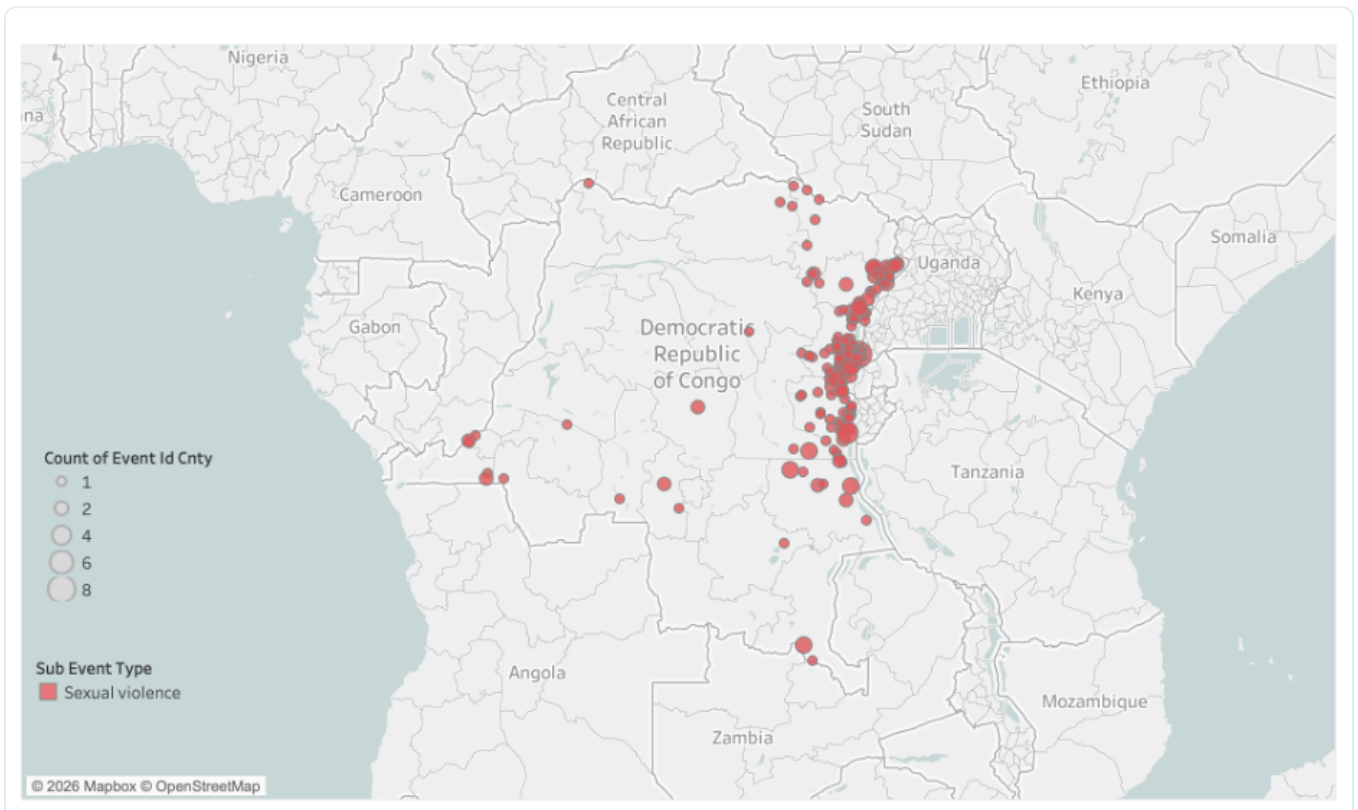 Nigeria
Ethiopia
Central
African
Republic
South
Sudan
na
Cameroon
Somalia
Uganda
Kenya
Gabon
Democratic
Republic
of Congo
Count of Event Id Cnty
1
2
4
6
8
Tanzania
Sub Event Type
Sexual violence
Angola
Mozambique
Zambia
© 2026 Mapbox © OpenStreetMap